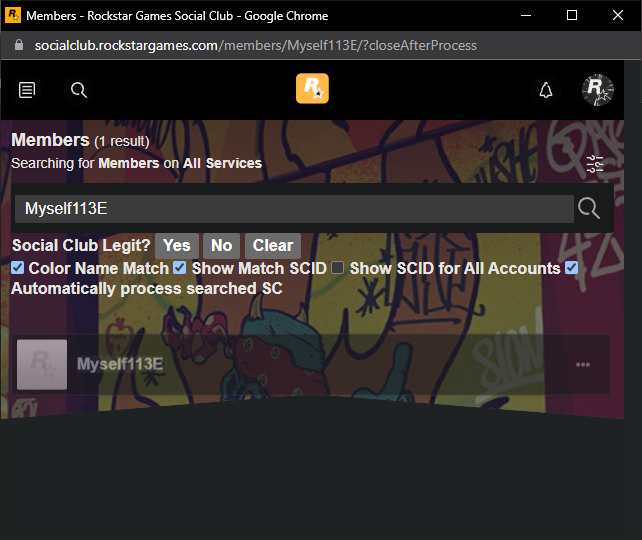 Members - Rockstar Games Social Club - Google Chrome
socialclub.rockstargames.com/members/Myself113E/?closeAfterProcess
Members (1 result)
Searching for Members on All Services
Myself113E
Social Club Legit? Yes No Clear
Color Name Match Show Match SCID Show SCID for All Accounts
Automatically process searched SC
Myself113E
SIGN